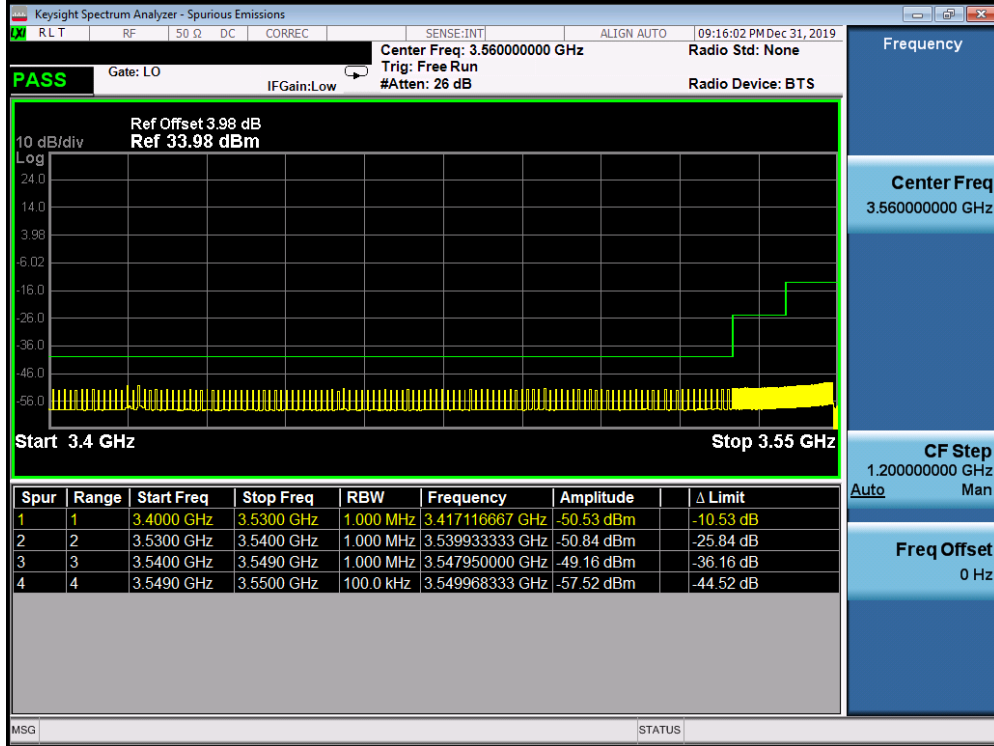 Keysight Spectrum Analyzer - Spurious Emissions
LXI RLT RF 50 Ω DC CORREC SENSE:INT ALIGN AUTO 09:16:02 PM Dec 31, 2019
Center Freq: 3.560000000 GHz Radio Std: None
Trig: Free Run
PASS Gate: LO IFGain:Low #Atten: 26 dB Radio Device: BTS
Ref Offset 3.98 dB
10 dB/div Ref 33.98 dBm
Log
24.0
14.0
3.98
-6.02
-16.0
-26.0
-36.0
-46.0
-56.0
Start 3.4 GHz Stop 3.55 GHz
Spur Range Start Freq Stop Freq RBW Frequency Amplitude Δ Limit
1 1 3.4000 GHz 3.5300 GHz 1.000 MHz 3.417116667 GHz -50.53 dBm -10.53 dB
2 2 3.5300 GHz 3.5400 GHz 1.000 MHz 3.539933333 GHz -50.84 dBm -25.84 dB
3 3 3.5400 GHz 3.5490 GHz 1.000 MHz 3.547950000 GHz -49.16 dBm -36.16 dB
4 4 3.5490 GHz 3.5500 GHz 100.0 kHz 3.549968333 GHz -57.52 dBm -44.52 dB
MSG STATUS
Frequency
Center Freq
3.560000000 GHz
CF Step
1.200000000 GHz
Auto Man
Freq Offset
0 Hz